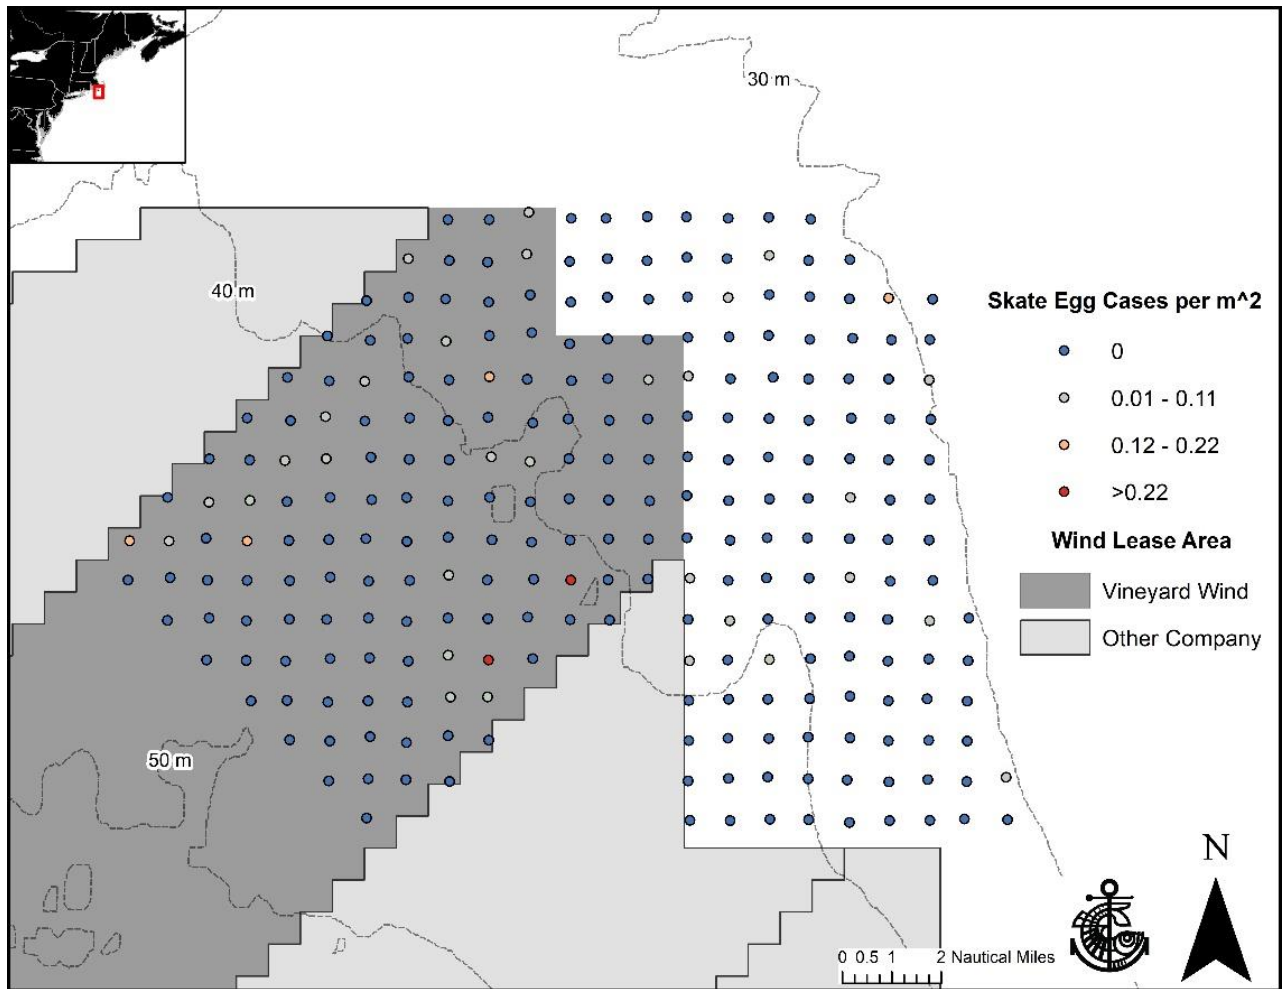 30 m
40 m
Skate Egg Cases per m^2
0
0.01 - 0.11
0.12 - 0.22
>0.22
Wind Lease Area
Vineyard Wind
Other Company
50 m
N
0 0.5 1 2 Nautical Miles